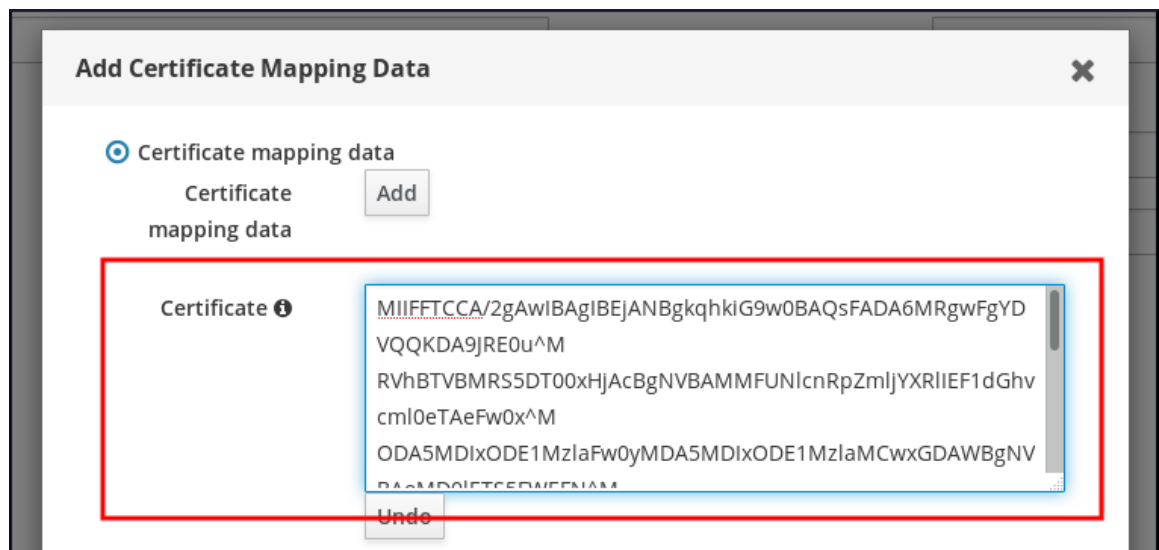 Add Certificate Mapping Data
Certificate mapping data
Certificate
mapping data
Add
Certificate
MIIFFTCCA/2gAwIBAgIBEjANBgkqhkiG9w0BAQsFADA6MRgwFgYD
VQQKDA9JRE0u^M
RVhBTVBMRS5DT00xHjAcBgNVBAMMFUNlcnRpZmljYXRlIEF1dGhv
cml0eTAeFw0x^M
ODA5MDIxODE1MzlaFw0yMDA5MDIxODE1MzlaMCwxGDAWBgNV
Undo